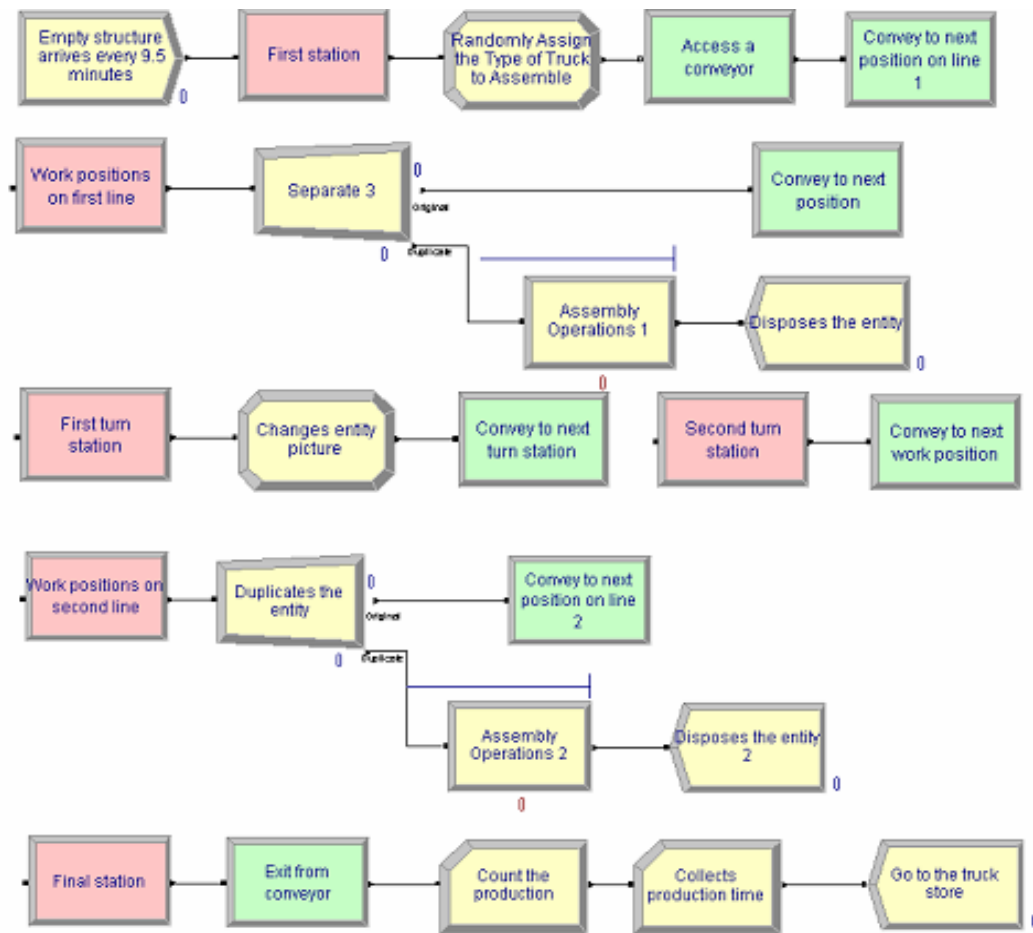 Empty structure
arrives every 9.5
minutes
0
First station
Randomly Assign
the Type of Truck
to Assemble
Access a
conveyor
Convey to next
position on line
1
Work positions
on first line
Separate 3
0
Original
0
Duplicate
Convey to next
position
Assembly
Operations 1
0
Disposes the entity
0
First turn
station
Changes entity
picture
Convey to next
turn station
Second turn
station
Convey to next
work position
Work positions on
second line
Duplicates the
entity
0
Original
0
Duplicate
Convey to next
position on line
2
Assembly
Operations 2
0
Disposes the entity
2
0
Final station
Exit from
conveyor
Count the
production
Collects
production time
Go to the truck
store
0